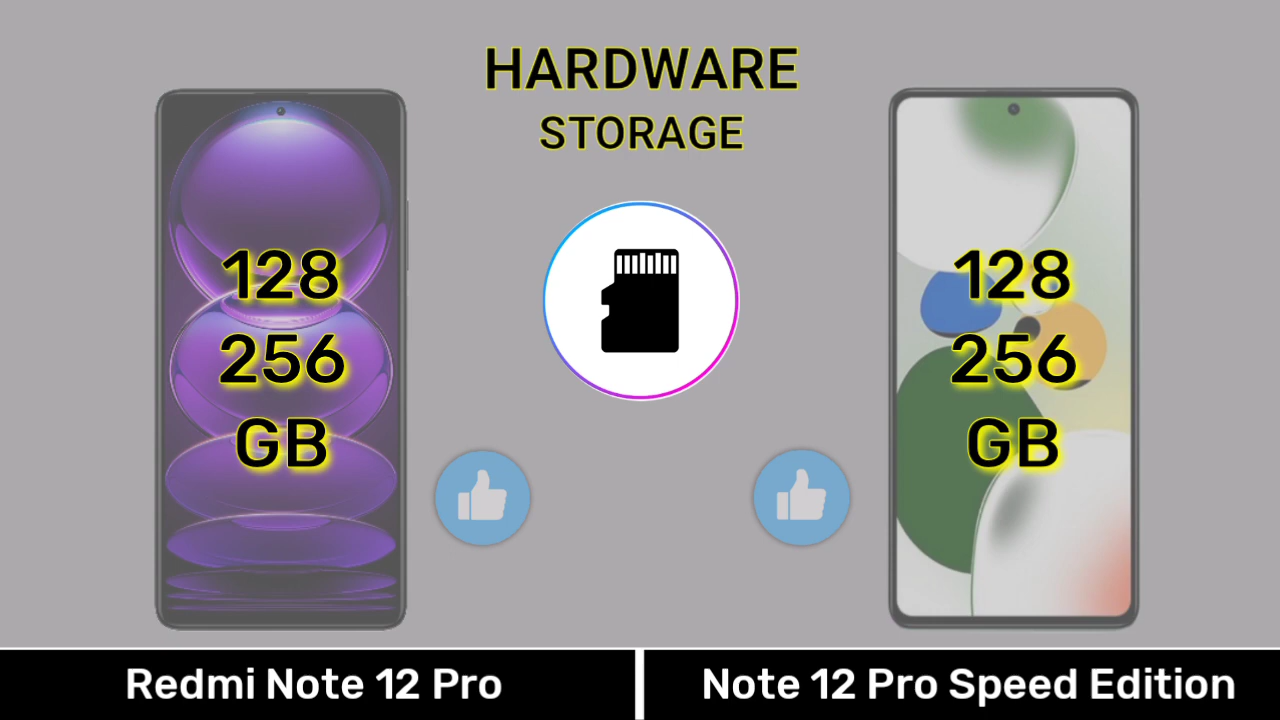 HARDWARE
STORAGE
128
256
GB
128
256
GB
Redmi Note 12 Pro
Note 12 Pro Speed Edition